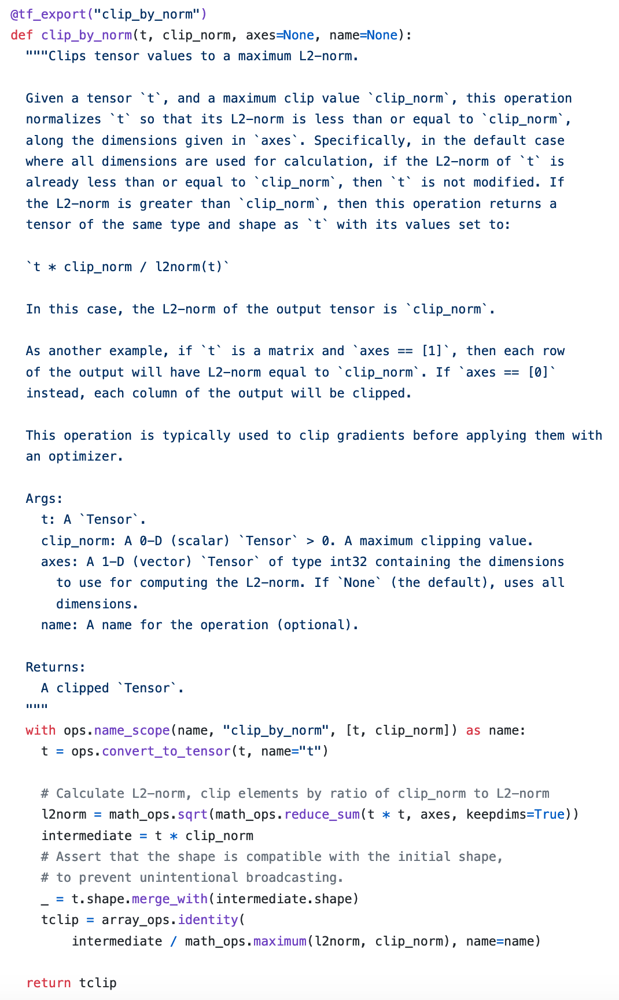 @tf_export("clip_by_norm")
def clip_by_norm(t, clip_norm, axes=None, name=None):
  """Clips tensor values to a maximum L2-norm.

  Given a tensor `t`, and a maximum clip value `clip_norm`, this operation
  normalizes `t` so that its L2-norm is less than or equal to `clip_norm`,
  along the dimensions given in `axes`. Specifically, in the default case
  where all dimensions are used for calculation, if the L2-norm of `t` is
  already less than or equal to `clip_norm`, then `t` is not modified. If
  the L2-norm is greater than `clip_norm`, then this operation returns a
  tensor of the same type and shape as `t` with its values set to:

  `t * clip_norm / l2norm(t)`

  In this case, the L2-norm of the output tensor is `clip_norm`.

  As another example, if `t` is a matrix and `axes == [1]`, then each row
  of the output will have L2-norm equal to `clip_norm`. If `axes == [0]`
  instead, each column of the output will be clipped.

  This operation is typically used to clip gradients before applying them with
  an optimizer.

  Args:
    t: A `Tensor`.
    clip_norm: A 0-D (scalar) `Tensor` > 0. A maximum clipping value.
    axes: A 1-D (vector) `Tensor` of type int32 containing the dimensions
      to use for computing the L2-norm. If `None` (the default), uses all
      dimensions.
    name: A name for the operation (optional).

  Returns:
    A clipped `Tensor`.
  """
  with ops.name_scope(name, "clip_by_norm", [t, clip_norm]) as name:
    t = ops.convert_to_tensor(t, name="t")

    # Calculate L2-norm, clip elements by ratio of clip_norm to L2-norm
    l2norm = math_ops.sqrt(math_ops.reduce_sum(t * t, axes, keepdims=True))
    intermediate = t * clip_norm
    # Assert that the shape is compatible with the initial shape,
    # to prevent unintentional broadcasting.
    _ = t.shape.merge_with(intermediate.shape)
    tclip = array_ops.identity(
        intermediate / math_ops.maximum(l2norm, clip_norm), name=name)

  return tclip